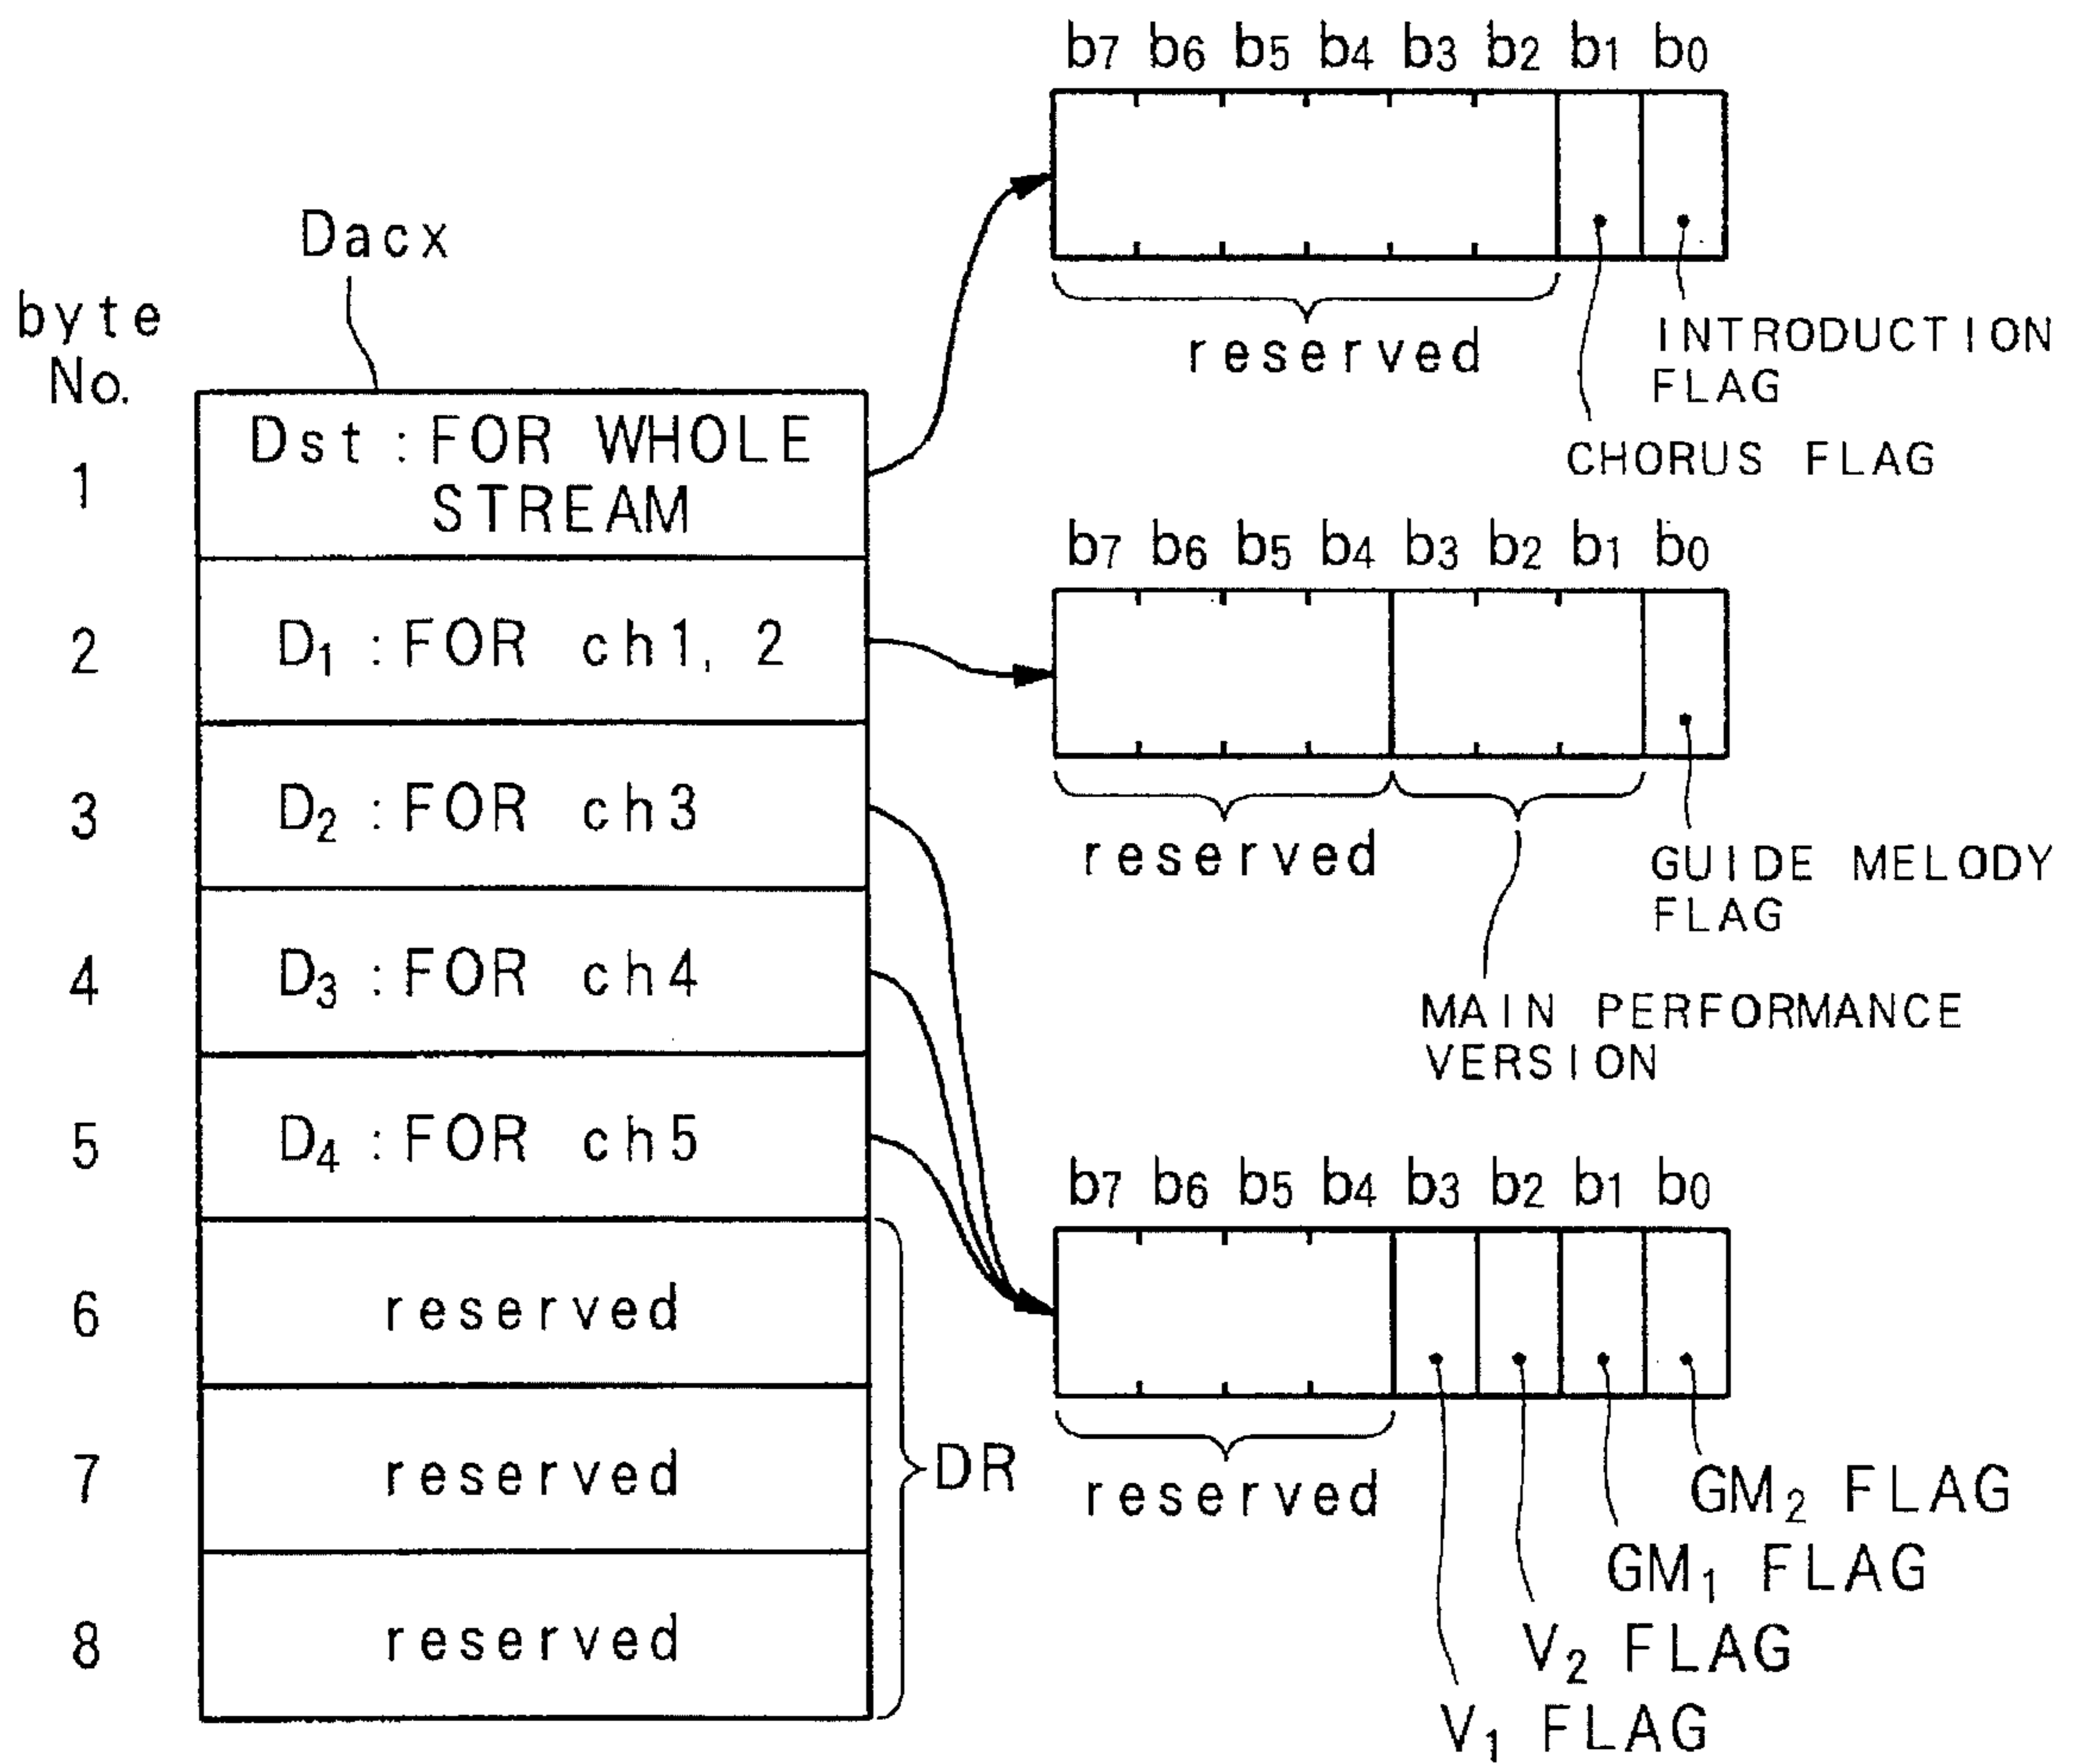 b7 b6 b5 b4 b3 b2 b1 b0
Dacx
byte
No.
reserved
INTRODUCTION
FLAG
CHORUS FLAG
1
Dst : FOR WHOLE
STREAM
b7 b6 b5 b4 b3 b2 b1 b0
2
D1 : FOR ch1, 2
3
D2 : FOR ch3
reserved
GUIDE MELODY
FLAG
MAIN PERFORMANCE
VERSION
4
D3 : FOR ch4
5
D4 : FOR ch5
b7 b6 b5 b4 b3 b2 b1 b0
6
reserved
7
reserved
DR
reserved
GM2 FLAG
GM1 FLAG
V2 FLAG
V1 FLAG
8
reserved